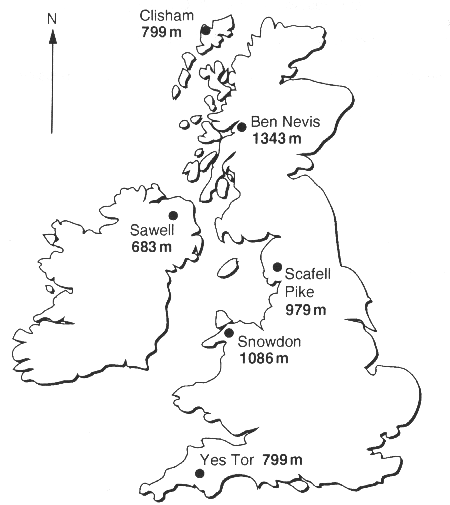 Clisham
799 m
N
Ben Nevis
1343 m
Sawell
683 m
Scafell
Pike
979 m
Snowdon
1086 m
Yes Tor 799 m